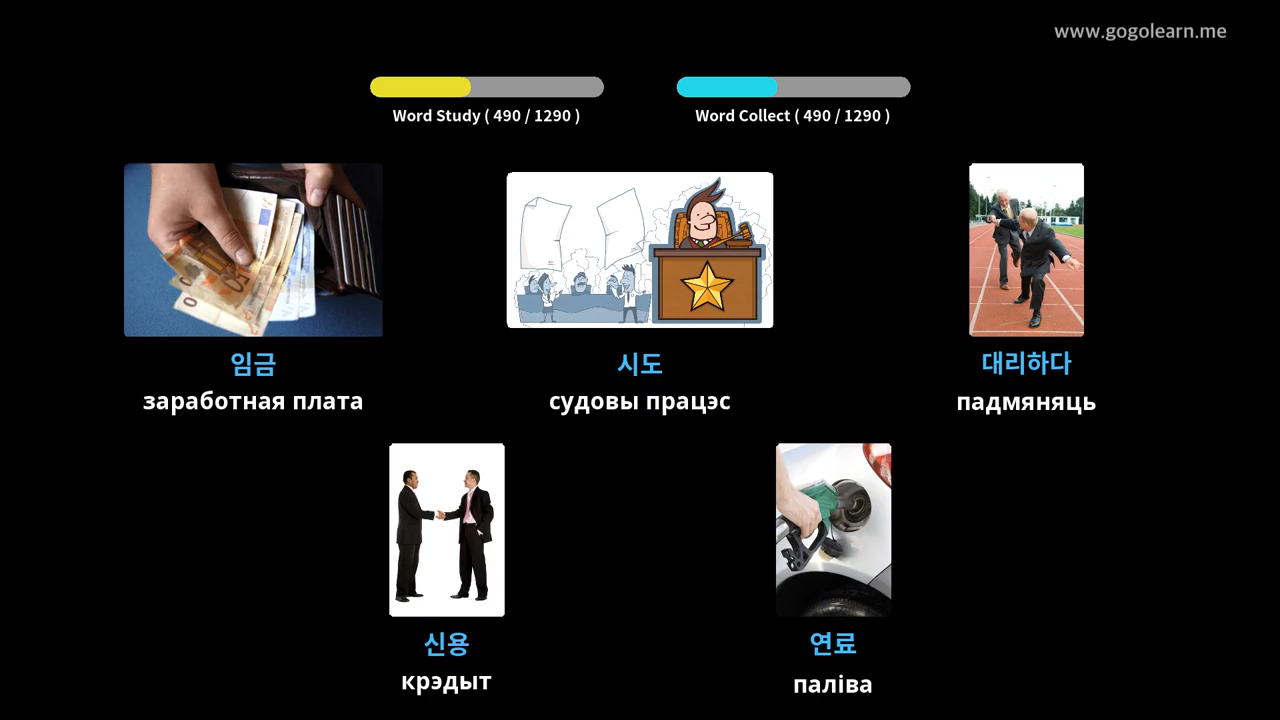 www.gogolearn.me
Word Study ( 490 / 1290 )
Word Collect ( 490 / 1290 )
임금
заработная плата
시도
судовы працэс
대리하다
падмяняць
신용
крэдыт
연료
паліва